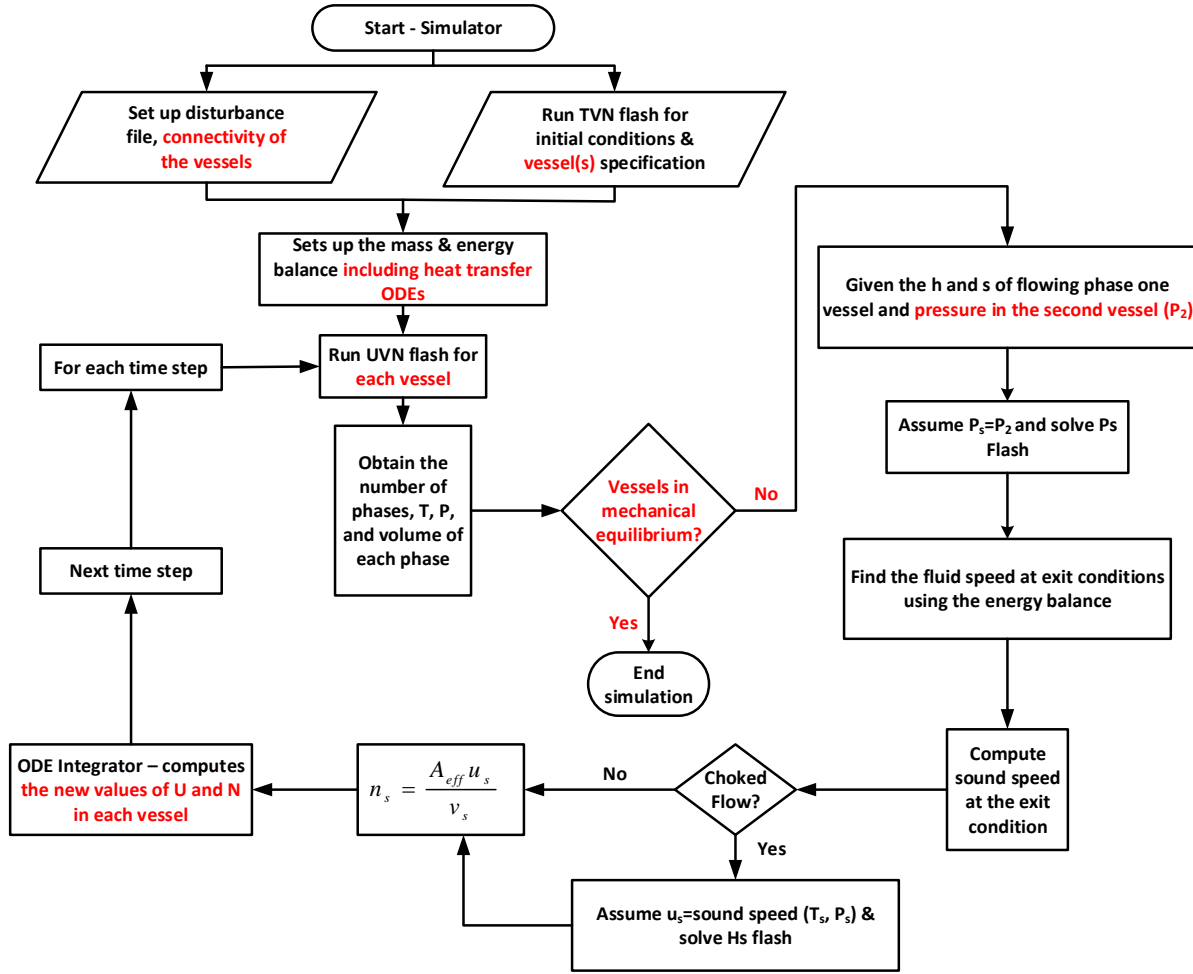 Start - Simulator
Set up disturbance
file, connectivity of
the vessels
Run TVN flash for
initial conditions &
vessel(s) specification
Sets up the mass & energy
balance including heat transfer
ODEs
Given the h and s of flowing phase one
vessel and pressure in the second vessel (P₂)
For each time step
Run UVN flash for
each vessel
Assume Pₛ=P₂ and solve Ps
Flash
Obtain the
number of
phases, T, P,
and volume of
each phase
Vessels in
mechanical
equilibrium?
No
Next time step
Find the fluid speed at exit conditions
using the energy balance
Yes
End
simulation
ODE Integrator – computes
the new values of U and N
in each vessel
n_s = A_{eff} u_s / v_s
No
Choked
Flow?
Compute
sound speed
at the exit
condition
Yes
Assume uₛ=sound speed (Tₛ, Pₛ) &
solve Hs flash